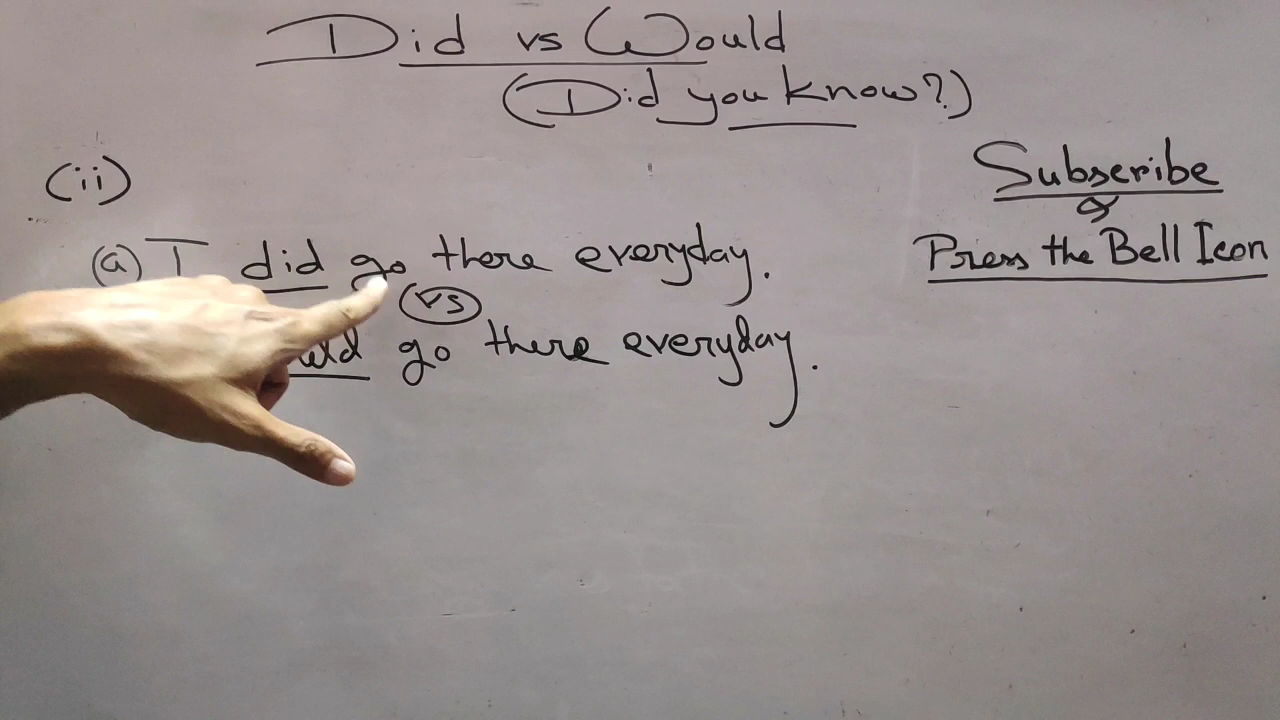 Did vs Would
(Did you know?)
(ii)
Subscribe
&
Press the Bell Icon
(a) I did go there everyday.
(vs)
go there everyday.